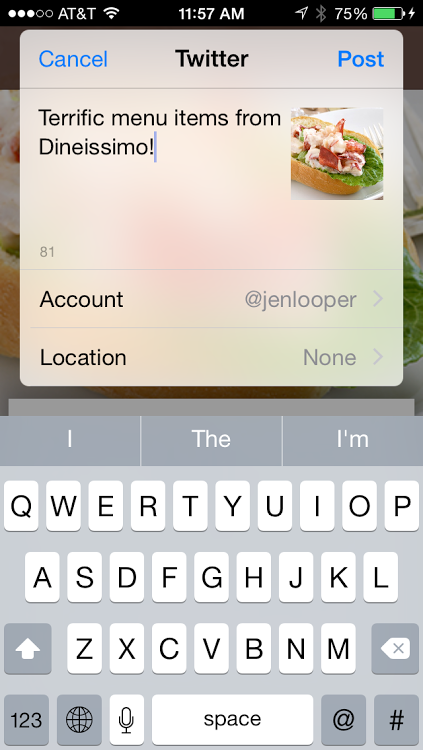 AT&T 11:57 AM 75%
Cancel Twitter Post
Terrific menu items from
Dineissimo!
81
Account @jenlooper
Location None
I The I'm
Q W E R T Y U I O P
A S D F G H J K L
Z X C V B N M
123 space @ #